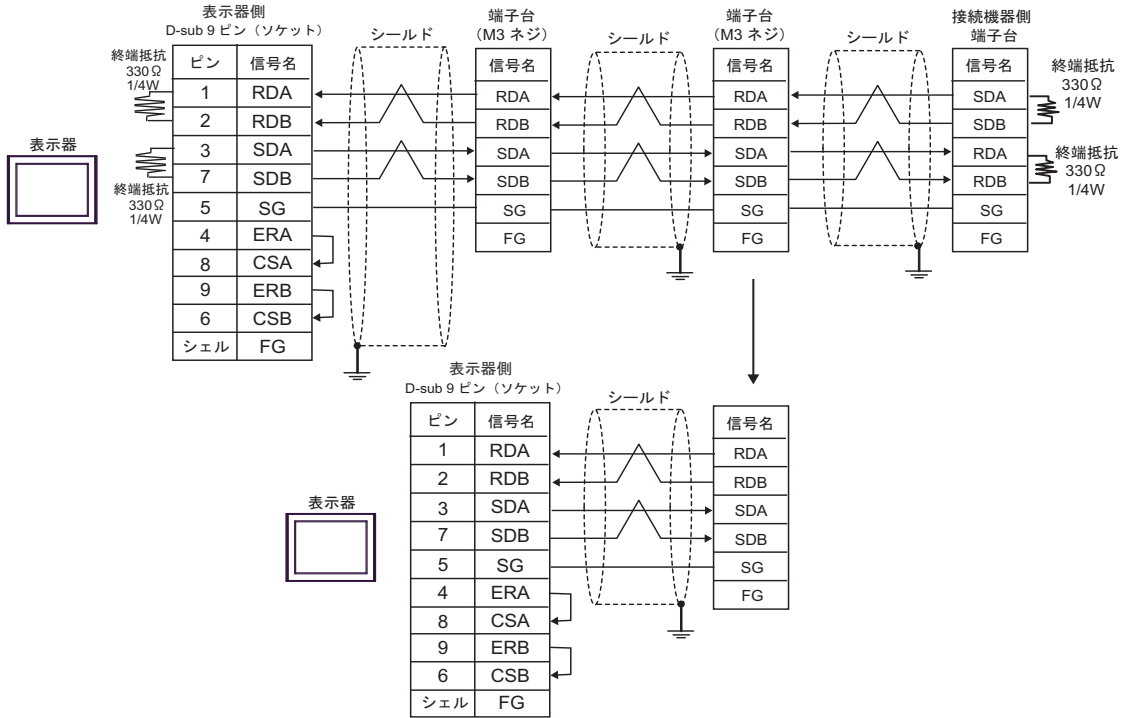 表示器側
D-sub 9 ピン（ソケット）
シールド
端子台
（M3 ネジ）
シールド
端子台
（M3 ネジ）
シールド
接続機器側
端子台
終端抵抗
330Ω
1/4W
終端抵抗
330Ω
1/4W
表示器
ピン 信号名
1 RDA
2 RDB
3 SDA
7 SDB
5 SG
4 ERA
8 CSA
9 ERB
6 CSB
シェル FG
信号名
RDA
RDB
SDA
SDB
SG
FG
信号名
RDA
RDB
SDA
SDB
SG
FG
信号名
SDA
SDB
RDA
RDB
SG
FG
終端抵抗
330Ω
1/4W
終端抵抗
330Ω
1/4W
表示器側
D-sub 9 ピン（ソケット）
シールド
表示器
ピン 信号名
1 RDA
2 RDB
3 SDA
7 SDB
5 SG
4 ERA
8 CSA
9 ERB
6 CSB
シェル FG
信号名
RDA
RDB
SDA
SDB
SG
FG